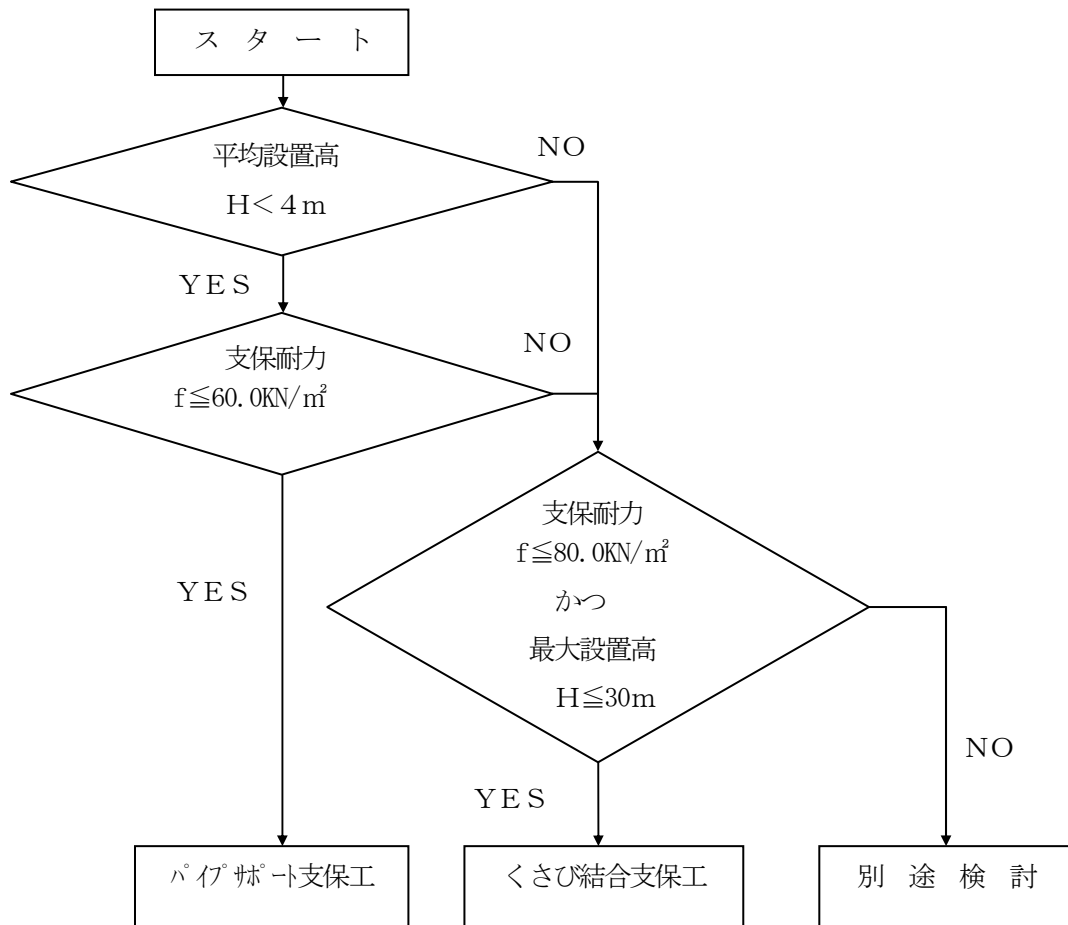 ス タ ー ト
平均設置高
H＜４ｍ
NO
YES
支保耐力
f≦60.0KN/㎡
NO
YES
支保耐力
f≦80.0KN/㎡
かつ
最大設置高
H≦30m
NO
YES
ﾊﾟｲﾌﾟｻﾎﾟｰﾄ支保工
くさび結合支保工
別 途 検 討